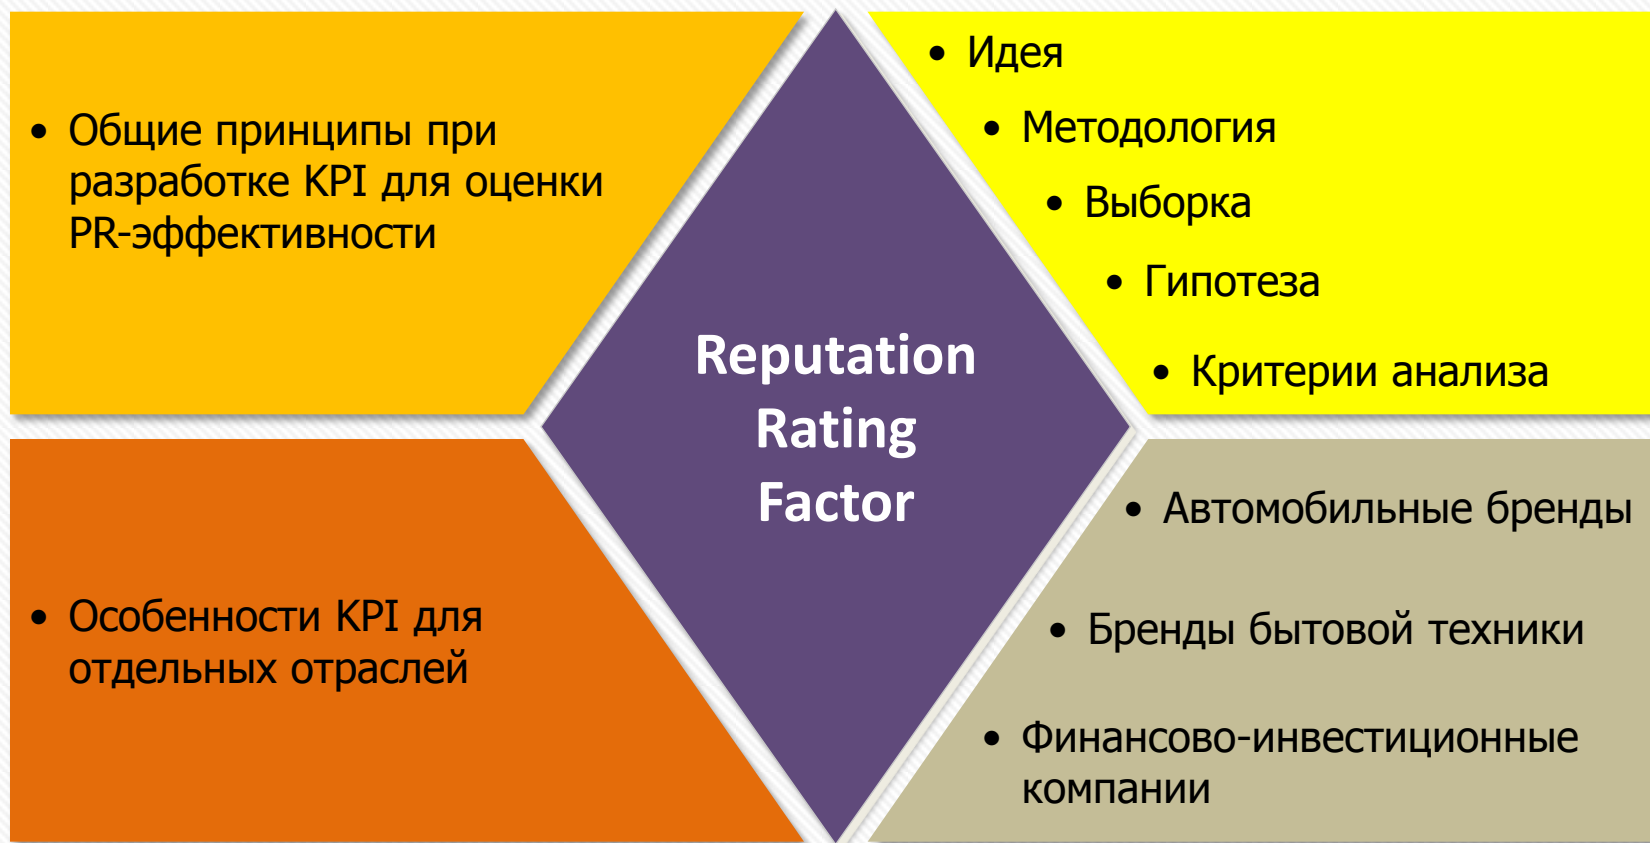 • Общие принципы при
разработке KPI для оценки
PR-эффективности
• Идея
• Методология
• Выборка
• Гипотеза
• Критерии анализа
Reputation
Rating
Factor
• Особенности KPI для
отдельных отраслей
• Автомобильные бренды
• Бренды бытовой техники
• Финансово-инвестиционные
компании